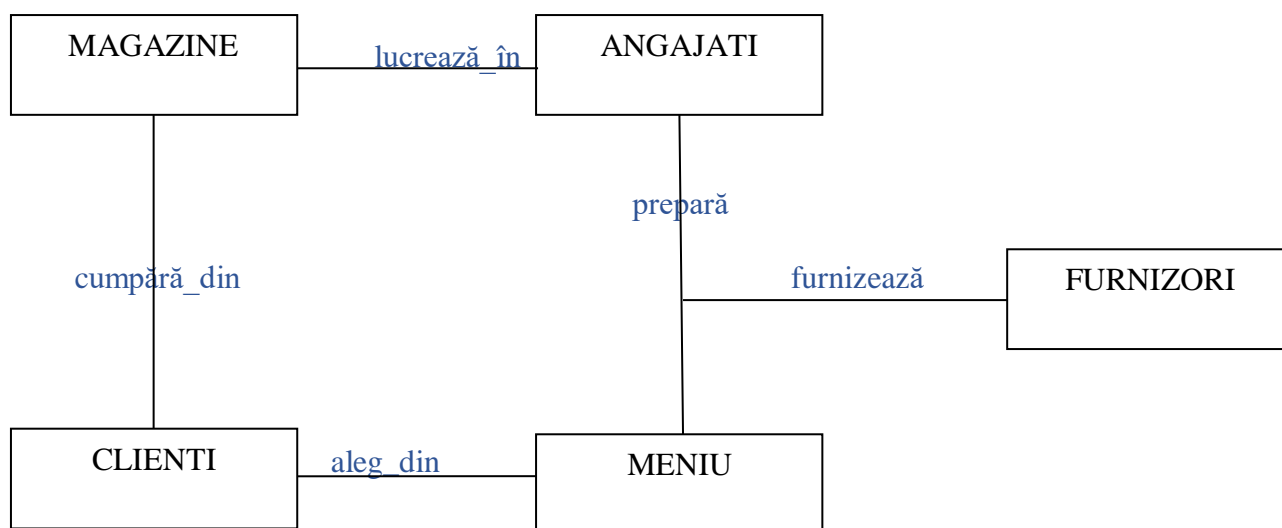 MAGAZINE
lucrează_în
ANGAJATI
prepară
cumpără_din
furnizează
FURNIZORI
CLIENTI
aleg_din
MENIU